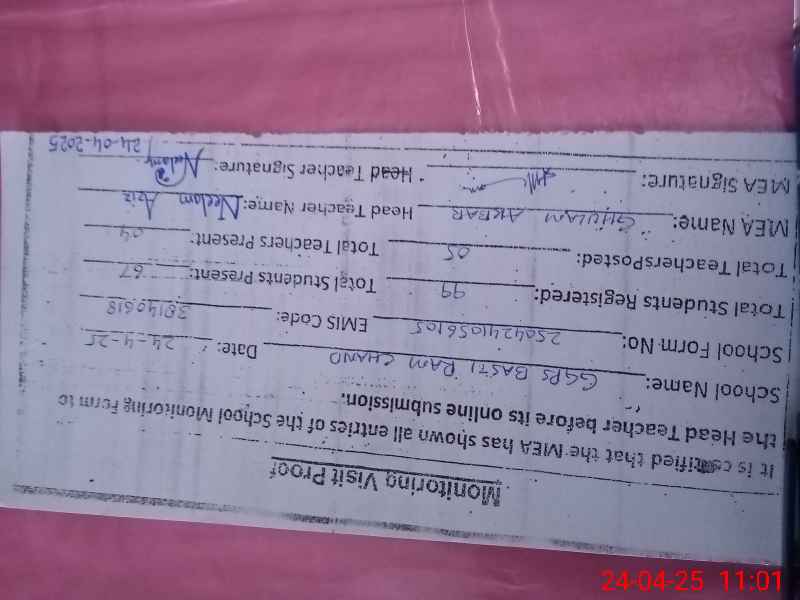 Monitoring Visit Proof
It is certified that the MEA has shown all entries of the School Monitoring Form to
the Head Teacher before its online submission.
School Name: GGPS BASTI RAM CHAND Date: 24-4-25
School Form No: 2504241056105 EMIS Code: 38140618
Total Students Registered: 99 Total Students Present: 67
Total TeachersPosted: 05 Total Teachers Present: 04
MEA Name: GHULAM AKBAR Head Teacher Name: Neelam Aziz
MEA Signature: Head Teacher Signature: Neelam 24-04-2025
24-04-25 11:01